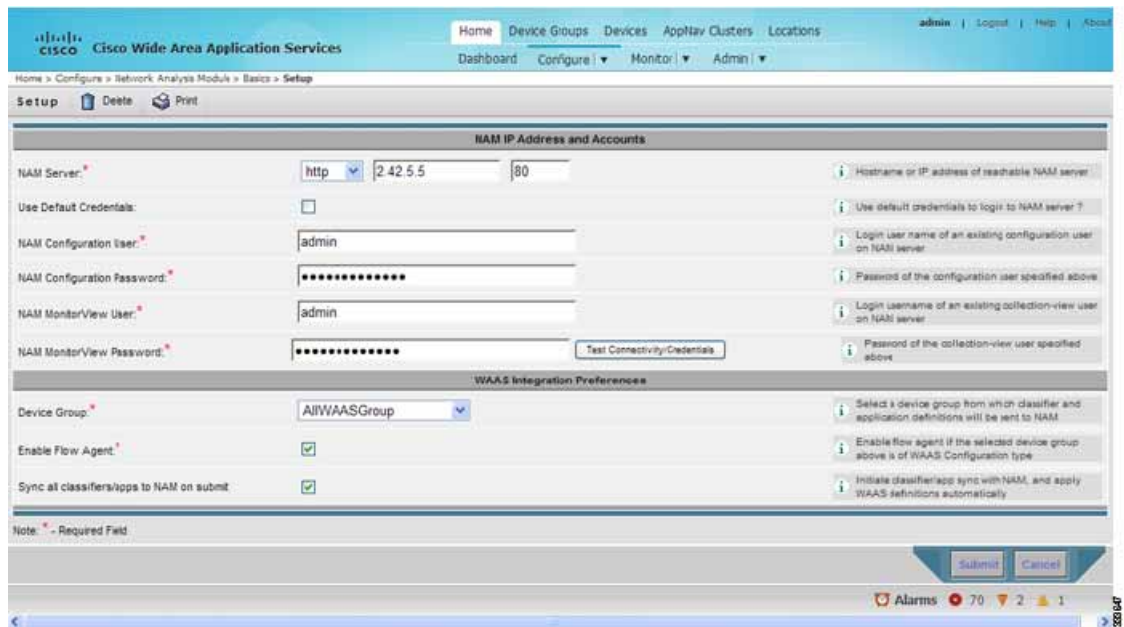 Home Device Groups Devices AppNav Clusters Locations
admin | Logout | Help | About
cisco Cisco Wide Area Application Services
Dashboard Configure | ▼ Monitor | ▼ Admin | ▼
Home > Configure > Network Analysis Module > Basics > Setup
Setup Delete Print
NAM IP Address and Accounts
NAM Server:* http 2.42.5.5 80 i Hostname or IP address of reachable NAM server
Use Default Credentials: i Use default credentials to login to NAM server ?
NAM Configuration User:* admin i Login user name of an existing configuration user
on NAM server
NAM Configuration Password:* ••••••••••••• i Password of the configuration user specified above
NAM MonitorView User:* admin i Login username of an existing collection-view user
on NAM server
NAM MonitorView Password:* ••••••••••••• Test Connectivity/Credentials i Password of the collection-view user specified
above
WAAS Integration Preferences
Device Group:* AllWAASGroup i Select a device group from which classifier and
application definitions will be sent to NAM
Enable Flow Agent:* i Enable flow agent if the selected device group
above is of WAAS Configuration type
Sync all classifiers/apps to NAM on submit i Initiate classifier/app sync with NAM, and apply
WAAS definitions automatically
Note: * - Required Field
Submit Cancel
Alarms 70 2 1
333647